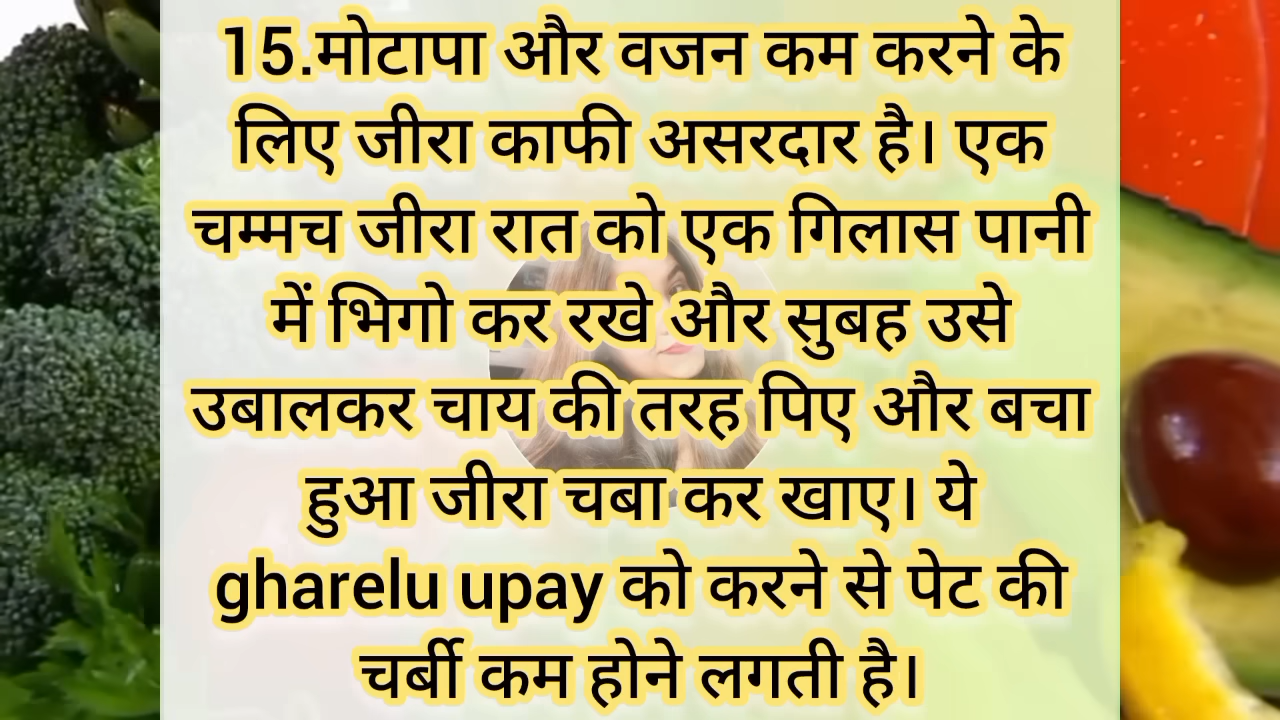 15.मोटापा और वजन कम करने के
लिए जीरा काफी असरदार है। एक
चम्मच जीरा रात को एक गिलास पानी
में भिगो कर रखे और सुबह उसे
उबालकर चाय की तरह पिए और बचा
हुआ जीरा चबा कर खाए। ये
gharelu upay को करने से पेट की
चर्बी कम होने लगती है।